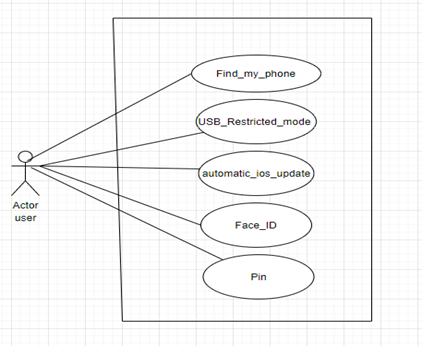 Find_my_phone
USB_Restricted_mode
automatic_ios_update
Face_ID
Pin
Actor
user